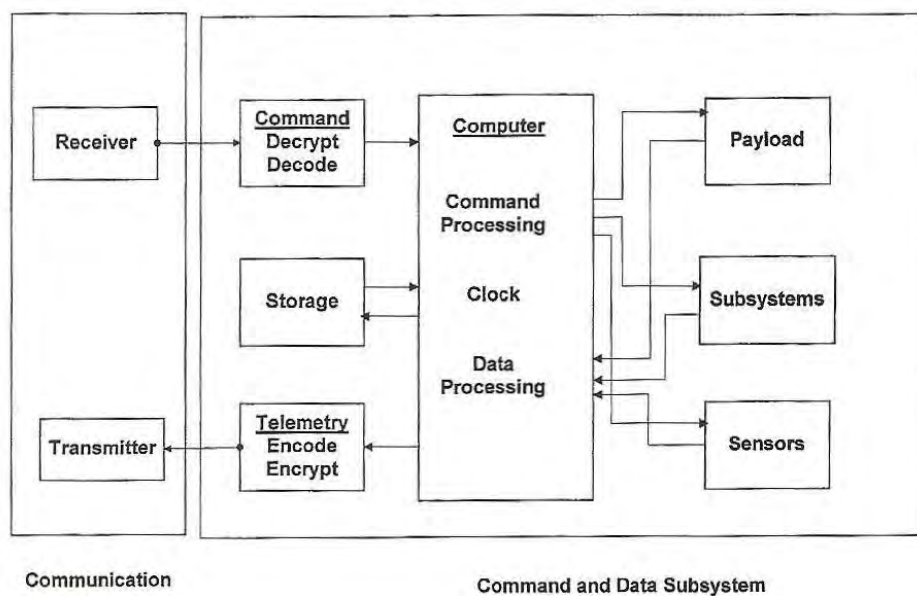 Receiver
Command
Decrypt
Decode
Computer
Command
Processing
Clock
Data
Processing
Payload
Storage
Subsystems
Transmitter
Telemetry
Encode
Encrypt
Sensors
Communication
Command and Data Subsystem